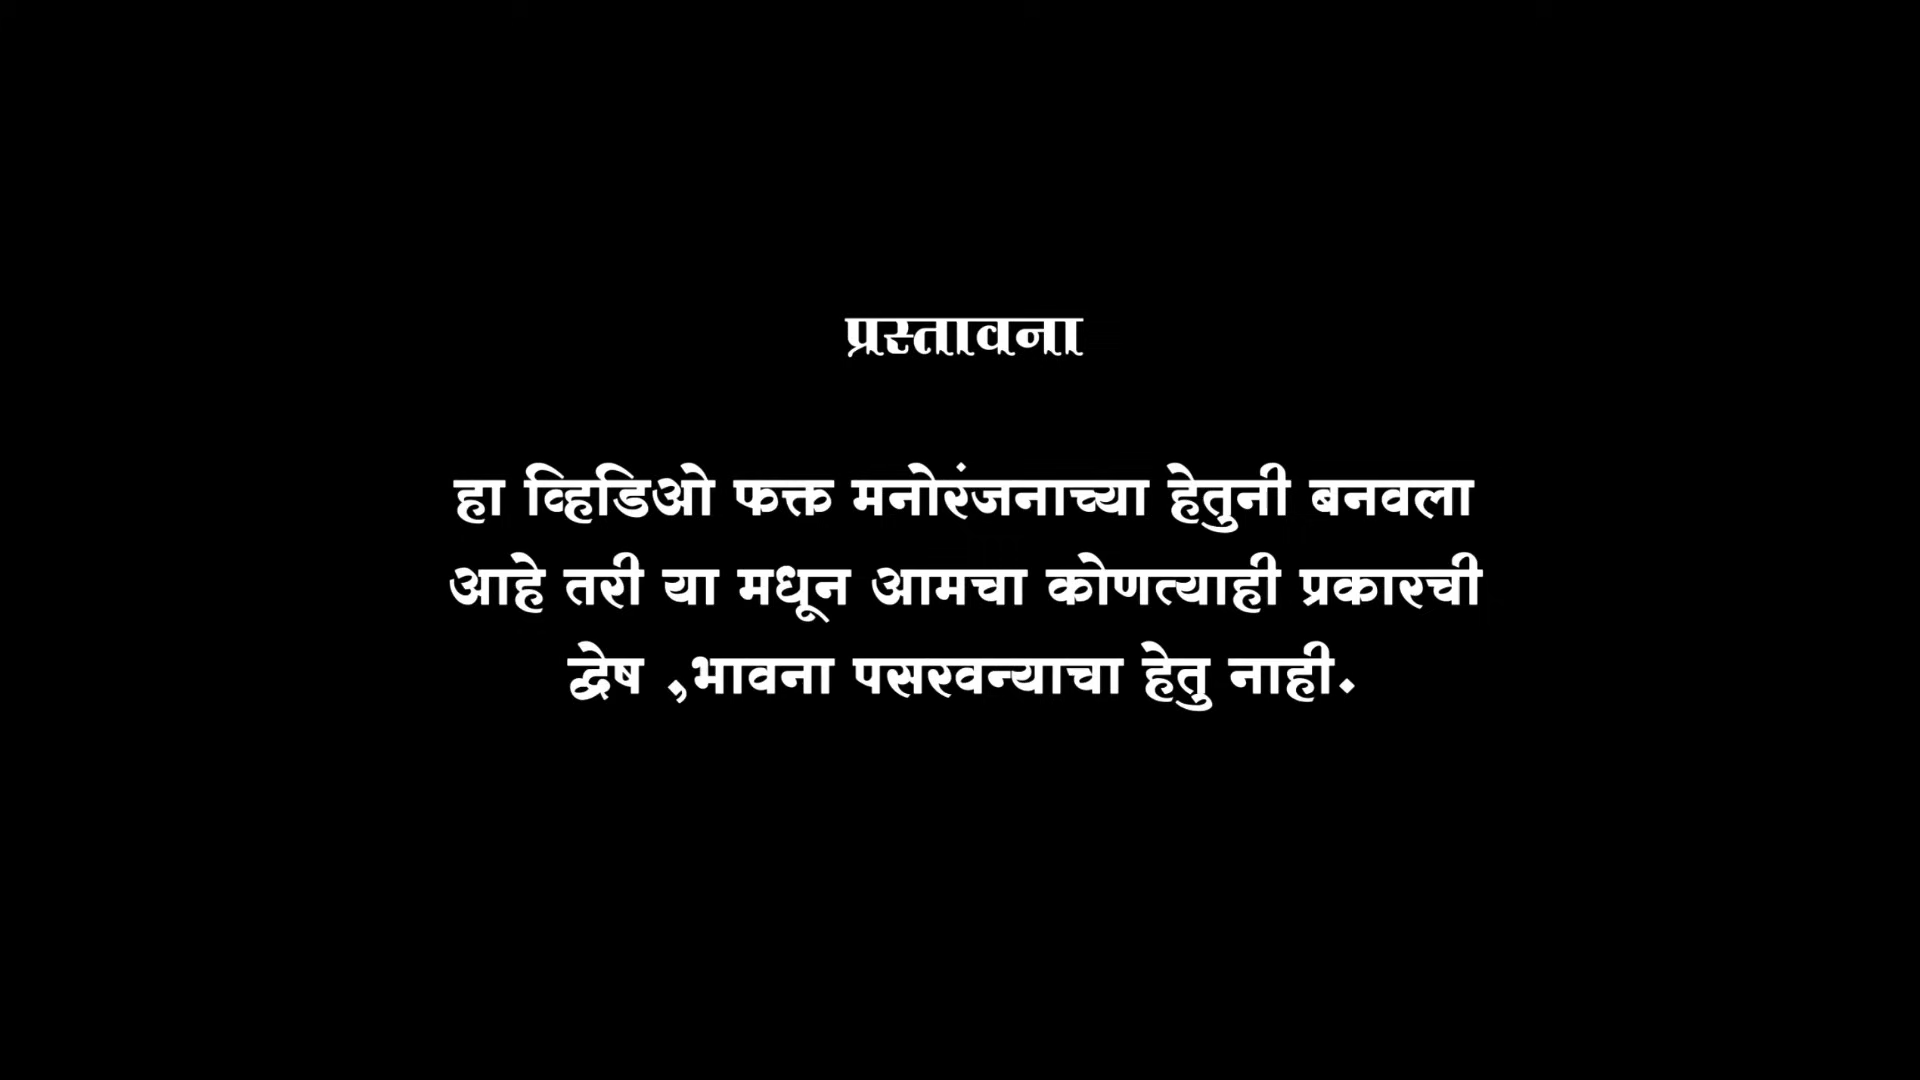 प्रस्तावना
हा व्हिडिओ फक्त मनोरंजनाच्या हेतुनी बनवला
आहे तरी या मधून आमचा कोणत्याही प्रकारची
द्वेष ,भावना पसरवन्याचा हेतु नाही.